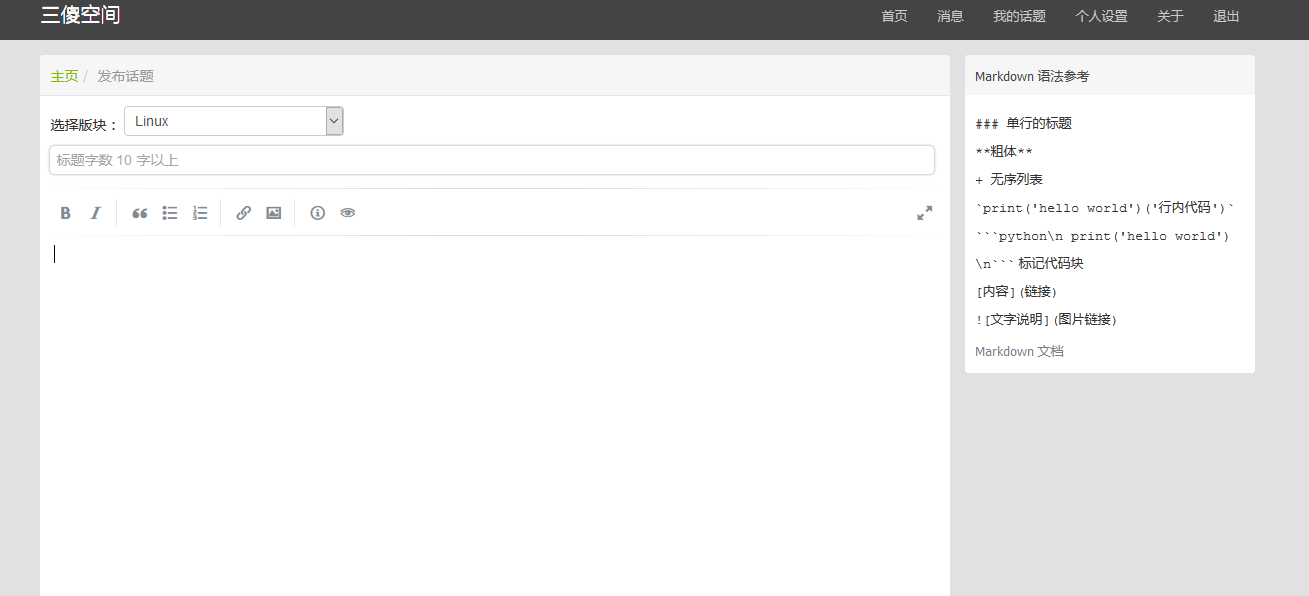 三傻空间
首页 消息 我的话题 个人设置 关于 退出
主页 / 发布话题
选择版块： Linux
标题字数 10 字以上
B I
Markdown 语法参考
### 单行的标题
**粗体**
+ 无序列表
`print('hello world')('行内代码')`
```python\n print('hello world')
\n``` 标记代码块
[内容](链接)
![文字说明](图片链接)
Markdown 文档